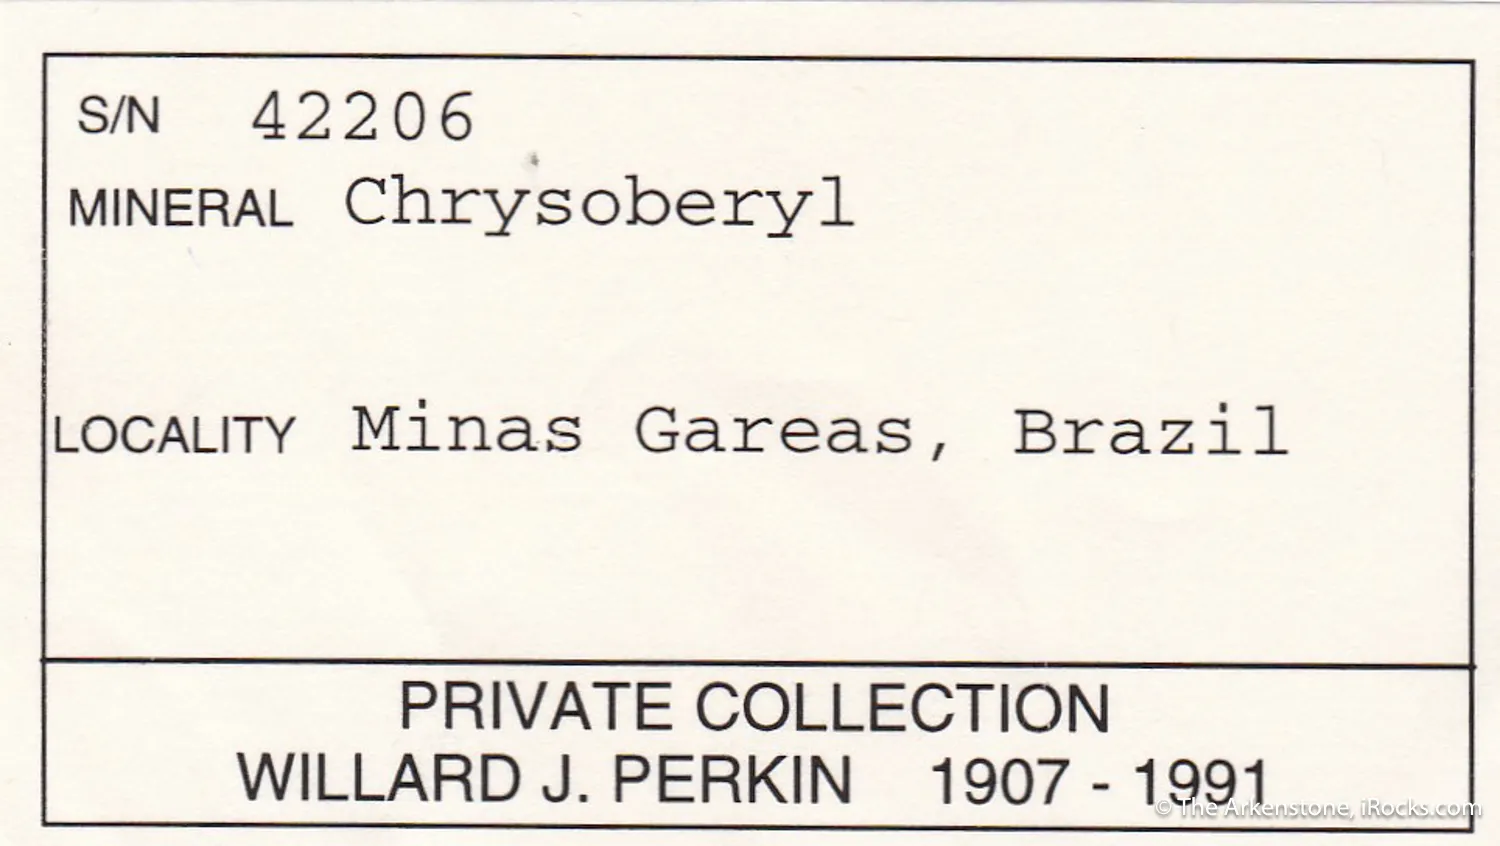 S/N 42206
MINERAL Chrysoberyl
LOCALITY Minas Gareas, Brazil
PRIVATE COLLECTION
WILLARD J. PERKIN 1907 - 1991
© The Arkenstone, iRocks.com